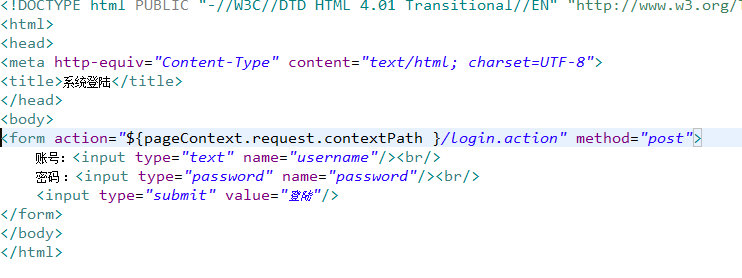 <!DOCTYPE html PUBLIC "-//W3C//DTD HTML 4.01 Transitional//EN" "http://www.w3.org/
<html>
<head>
<meta http-equiv="Content-Type" content="text/html; charset=UTF-8">
<title>系统登陆</title>
</head>
<body>
<form action="${pageContext.request.contextPath }/login.action" method="post">
账号：<input type="text" name="username"/><br/>
密码：<input type="password" name="password"/><br/>
<input type="submit" value="登陆"/>
</form>
</body>
</html>